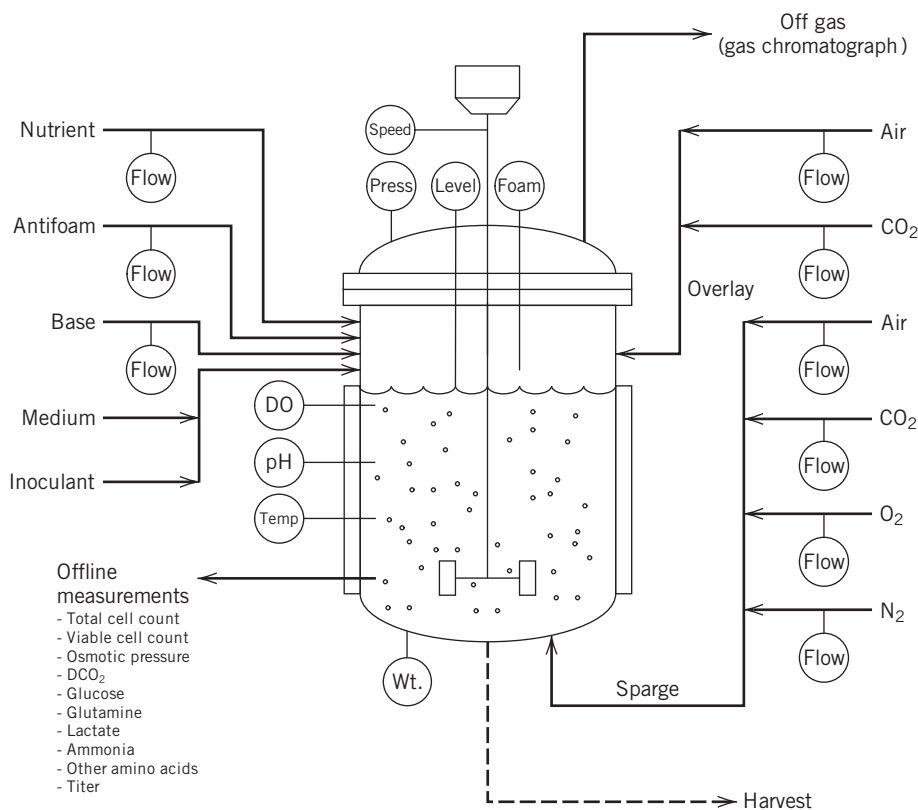 Off gas
(gas chromatograph)
Nutrient
Speed
Air
Flow
Press
Level
Foam
Flow
Antifoam
CO₂
Flow
Flow
Overlay
Base
Air
Flow
Flow
DO
Medium
CO₂
pH
Flow
Inoculant
Temp
O₂
Flow
Offline
measurements
- Total cell count
- Viable cell count
- Osmotic pressure
- DCO₂
- Glucose
- Glutamine
- Lactate
- Ammonia
- Other amino acids
- Titer
N₂
Flow
Wt.
Sparge
Harvest